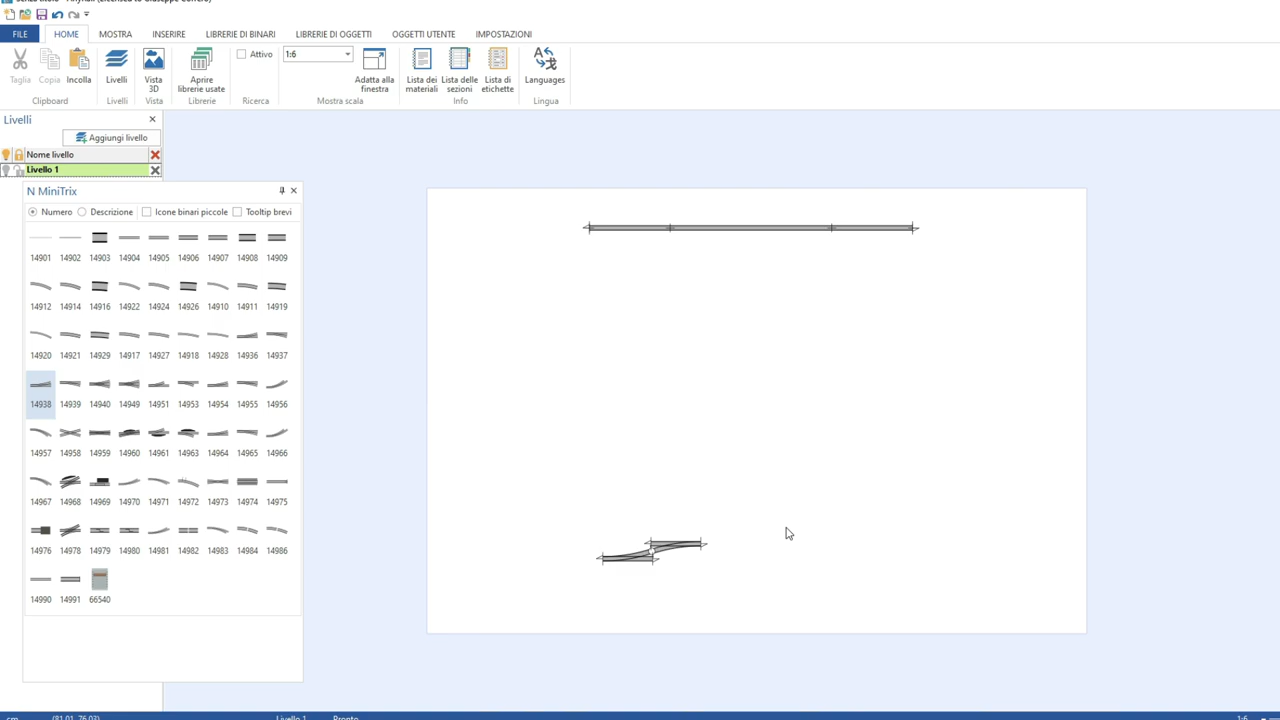 FILE HOME MOSTRA INSERIRE LIBRERIE DI BINARI LIBRERIE DI OGGETTI OGGETTI UTENTE IMPOSTAZIONI
Taglia Copia Incolla
Clipboard
Livelli
Livelli
Vista 3D
Vista
Aprire librerie usate
Librerie
Attivo
Ricerca
1:6
Adatta alla finestra
Mostra scala
Lista dei materiali
Lista delle sezioni
Lista di etichette
Info
Languages
Lingua
Livelli
Aggiungi livello
Nome livello
Livello 1
N MiniTrix
Numero Descrizione Icone binari piccole Tooltip brevi
14901 14902 14903 14904 14905 14906 14907 14908 14909
14912 14914 14916 14922 14924 14926 14910 14911 14919
14920 14921 14929 14917 14927 14918 14928 14936 14937
14938 14939 14940 14949 14951 14953 14954 14955 14956
14957 14958 14959 14960 14961 14963 14964 14965 14966
14967 14968 14969 14970 14971 14972 14973 14974 14975
14976 14978 14979 14980 14981 14982 14983 14984 14986
14990 14991 66540
cm (81.01, 76.03) Livello 1 Pronto 1:6